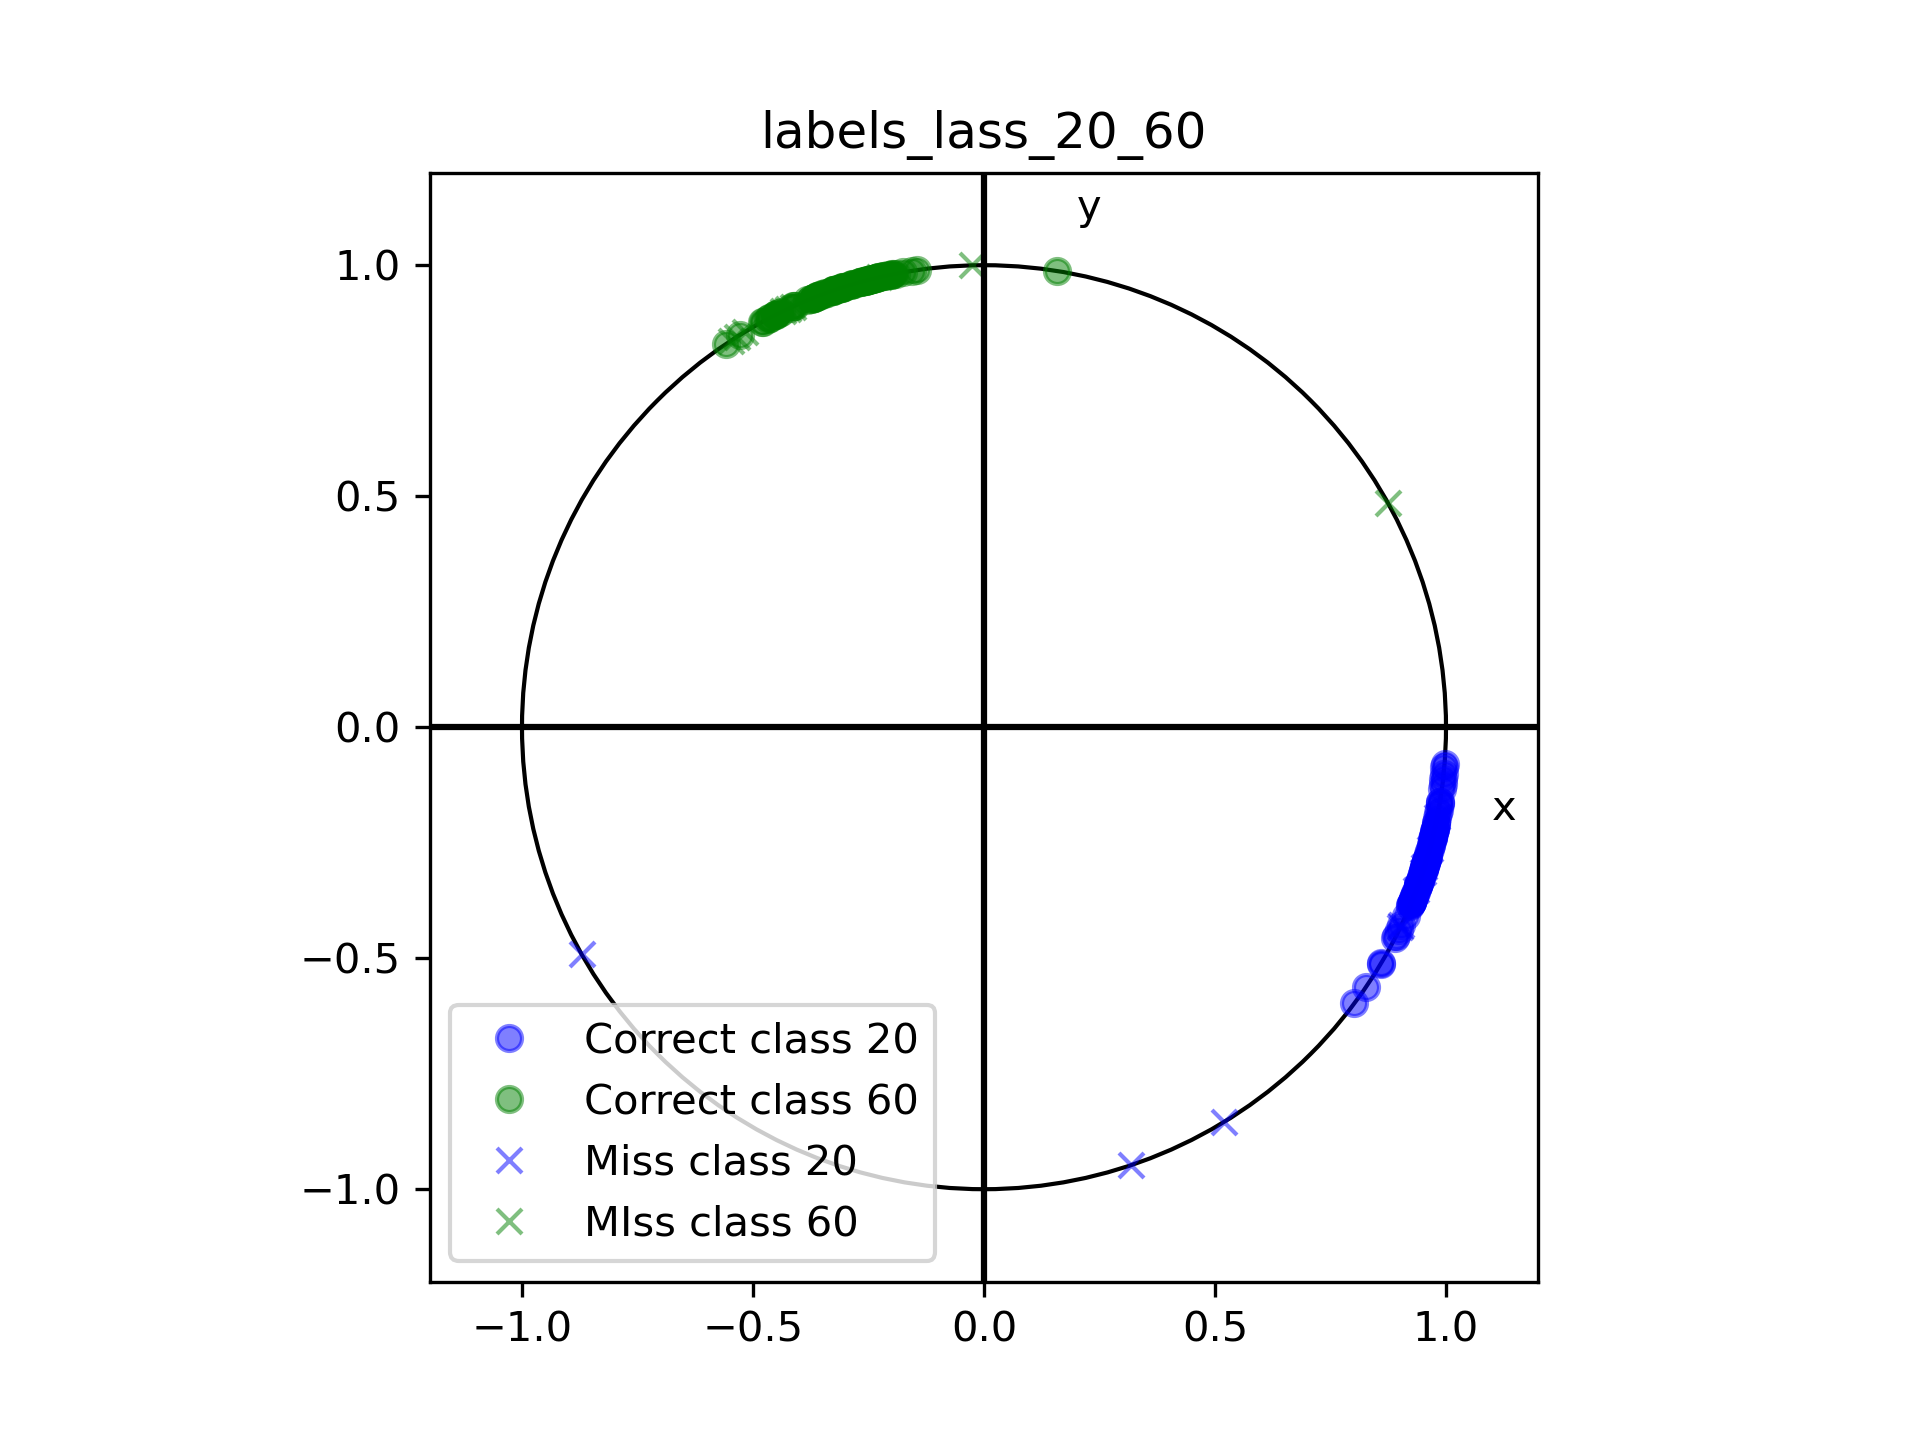 labels_lass_20_60
y
1.0
0.5
0.0
x
−0.5
−1.0
Correct class 20
Correct class 60
Miss class 20
MIss class 60
−1.0 −0.5 0.0 0.5 1.0